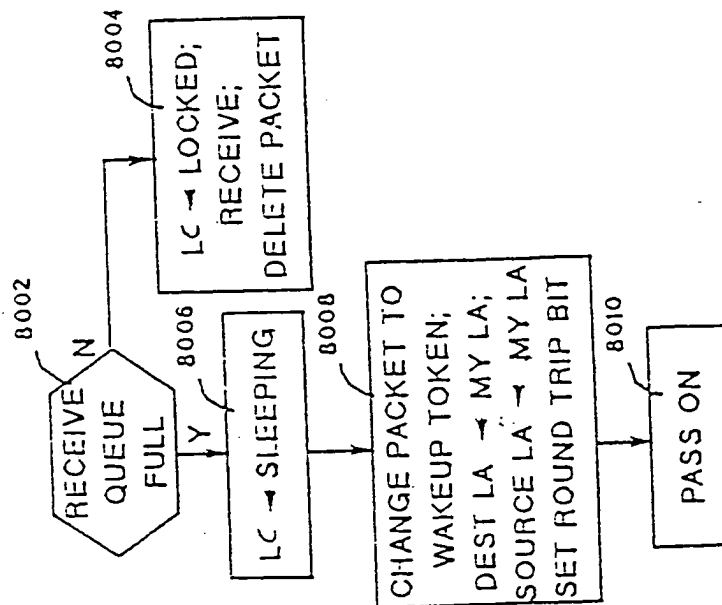 8002
RECEIVE
QUEUE
FULL
N
Y
8004
LC ← LOCKED;
RECEIVE;
DELETE PACKET
8006
LC ← SLEEPING
8008
CHANGE PACKET TO
WAKEUP TOKEN;
DEST LA ← MY LA;
SOURCE LA ← MY LA
SET ROUND TRIP BIT
8010
PASS ON